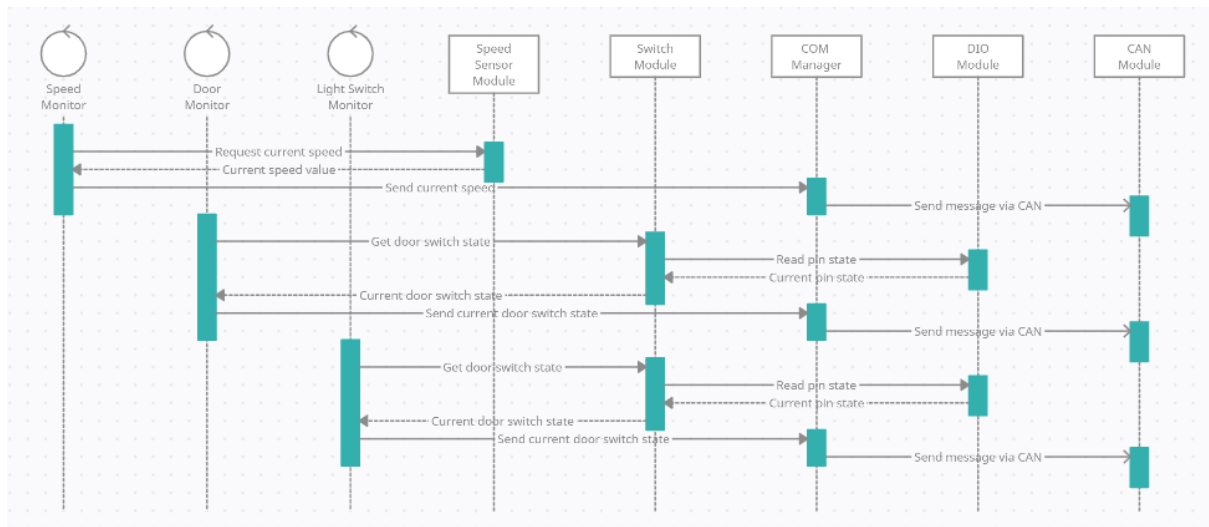 Speed
Monitor
Door
Monitor
Light Switch
Monitor
Speed
Sensor
Module
Switch
Module
COM
Manager
DIO
Module
CAN
Module
Request current speed
Current speed value
Send current speed
Send message via CAN
Get door switch state
Read pin state
Current pin state
Current door switch state
Send current door switch state
Send message via CAN
Get door switch state
Read pin state
Current pin state
Current door switch state
Send current door switch state
Send message via CAN